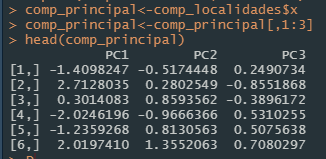 > comp_principal<-comp_localidades$x
> comp_principal<-comp_principal[,1:3]
> head(comp_principal)
PC1 PC2 PC3
[1,] -1.4098247 -0.5174448 0.2490734
[2,] 2.7128035 0.2802549 -0.8551868
[3,] 0.3014083 0.8593562 -0.3896172
[4,] -2.0246196 -0.9666366 0.5310255
[5,] -1.2359268 0.8130563 0.5075638
[6,] 2.0197410 1.3552063 0.7080297